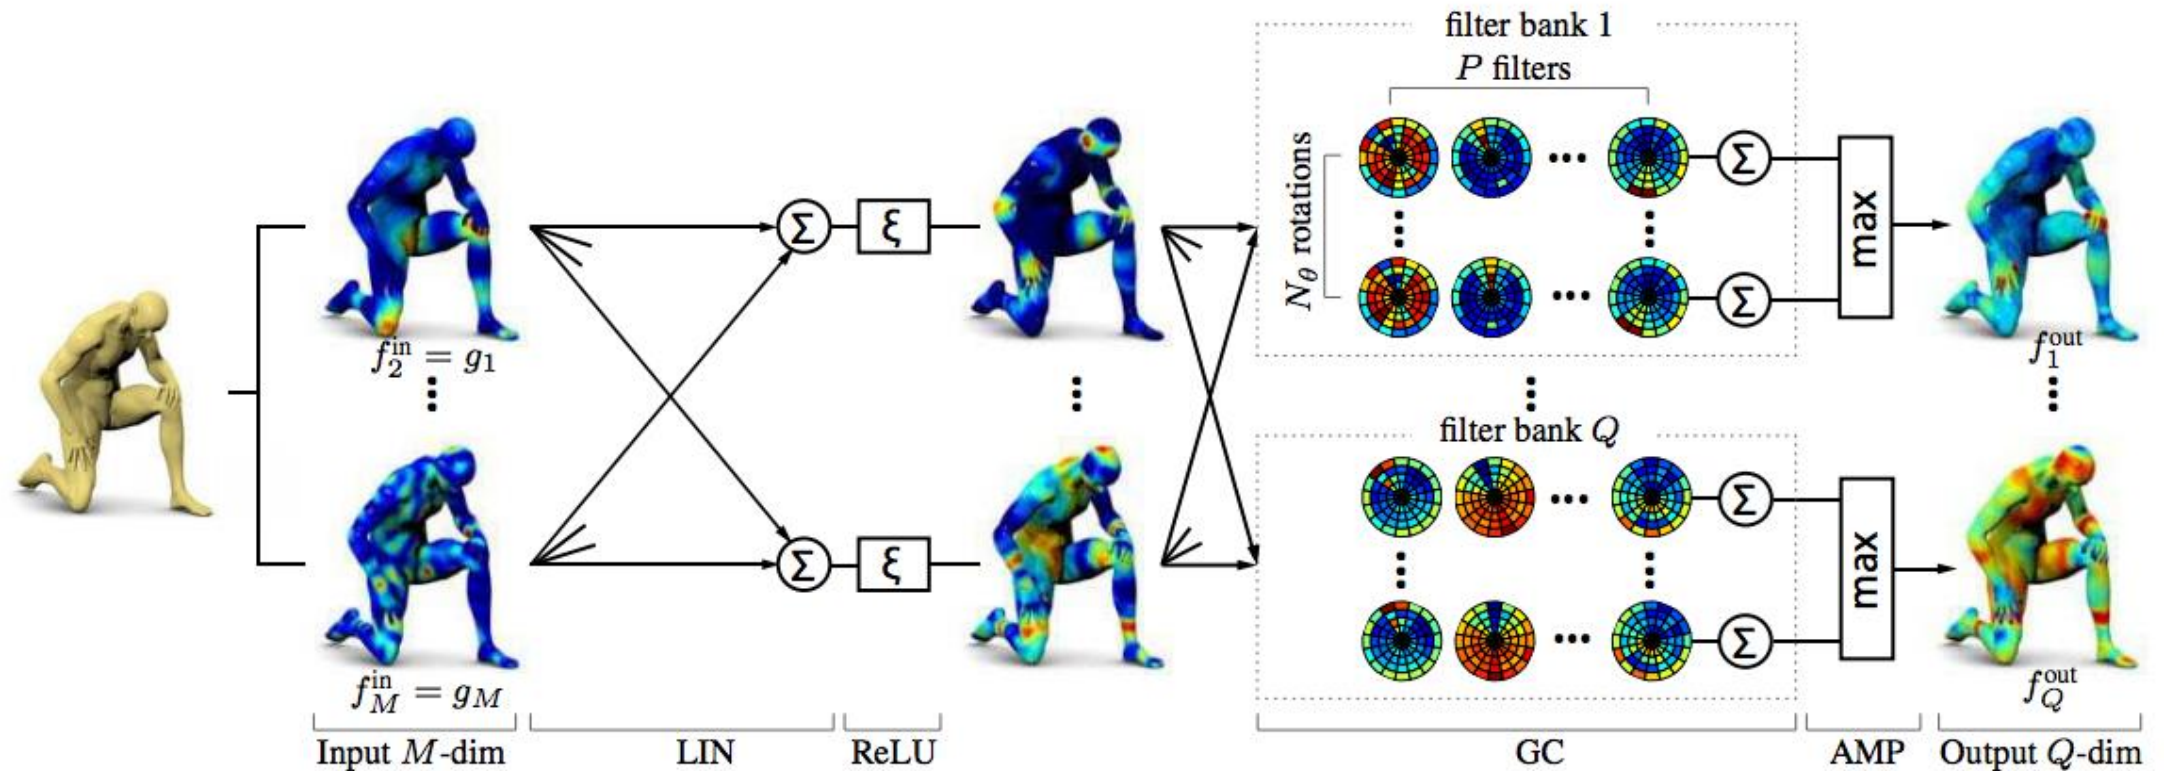 filter bank 1
P filters
N_θ rotations
Σ ξ
Σ
Σ
max
f_2^in = g_1
f_1^out
filter bank Q
Σ ξ
Σ
Σ
max
f_M^in = g_M
f_Q^out
Input M-dim LIN ReLU GC AMP Output Q-dim